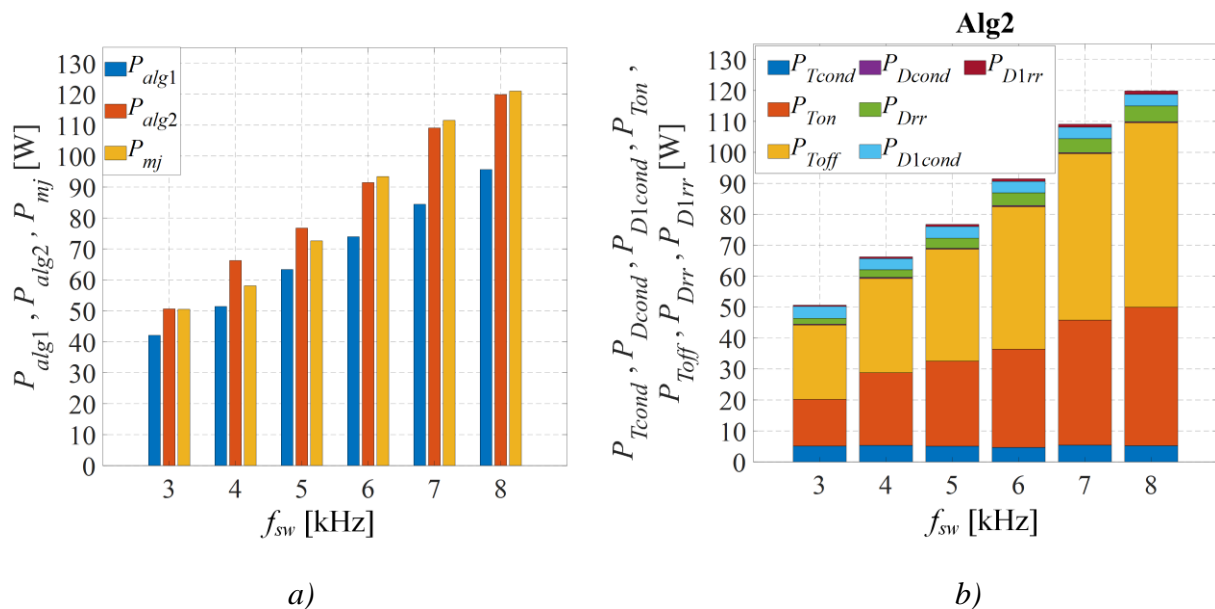 P_alg1
P_alg2
P_mj
130
120
110
100
90
80
70
60
50
40
30
20
10
0
P_alg1 , P_alg2 , P_mj [W]
3 4 5 6 7 8
f_sw [kHz]
a)
Alg2
P_Tcond P_Dcond P_D1rr
P_Ton P_Drr
P_Toff P_D1cond
130
120
110
100
90
80
70
60
50
40
30
20
10
0
P_Tcond , P_Dcond , P_D1cond , P_Ton ,
P_Toff , P_Drr , P_D1rr [W]
3 4 5 6 7 8
f_sw [kHz]
b)